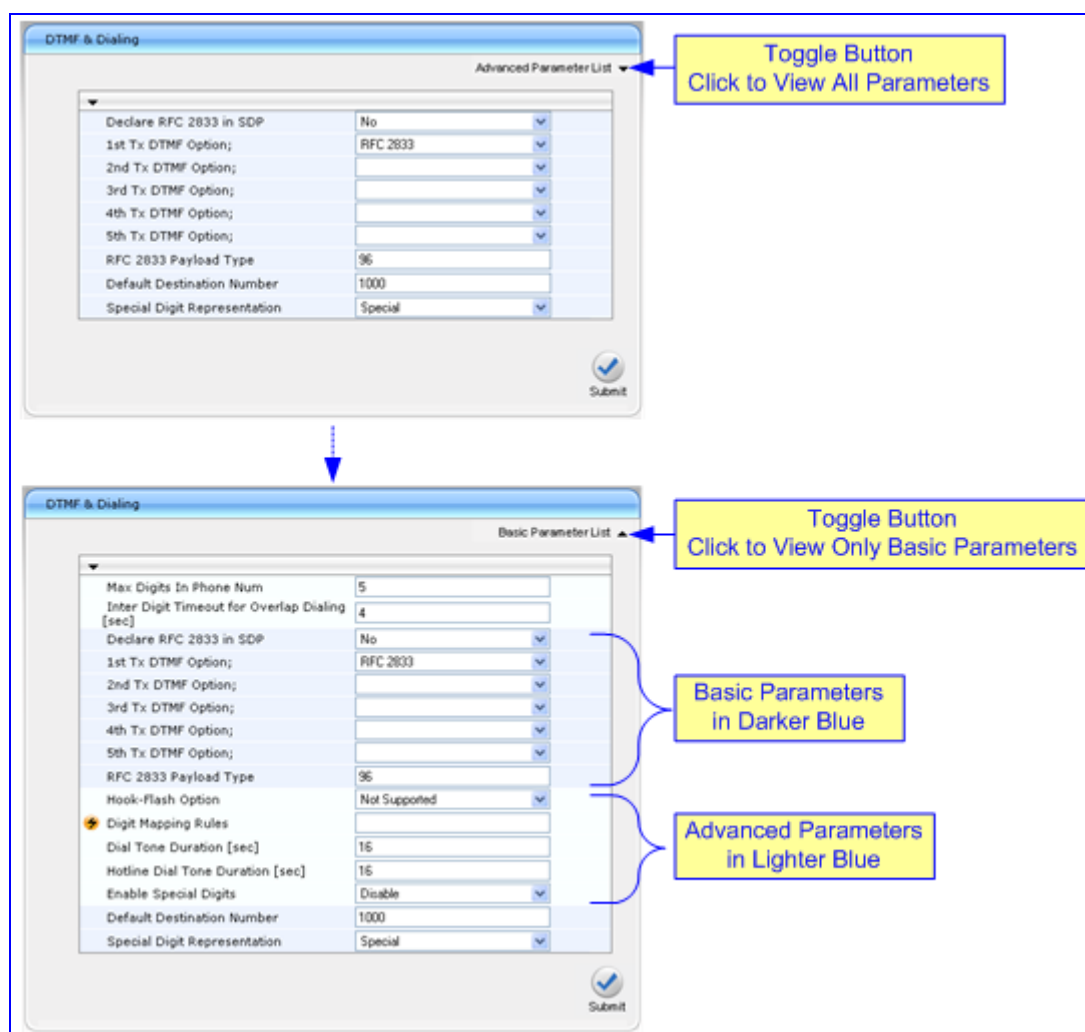 DTMF & Dialing
Advanced Parameter List
Toggle Button
Click to View All Parameters
Declare RFC 2833 in SDP No
1st Tx DTMF Option; RFC 2833
2nd Tx DTMF Option;
3rd Tx DTMF Option;
4th Tx DTMF Option;
5th Tx DTMF Option;
RFC 2833 Payload Type 96
Default Destination Number 1000
Special Digit Representation Special
Submit
DTMF & Dialing
Basic Parameter List
Toggle Button
Click to View Only Basic Parameters
Max Digits In Phone Num 5
Inter Digit Timeout for Overlap Dialing
[sec] 4
Declare RFC 2833 in SDP No
1st Tx DTMF Option; RFC 2833
2nd Tx DTMF Option;
3rd Tx DTMF Option;
4th Tx DTMF Option;
5th Tx DTMF Option;
RFC 2833 Payload Type 96
Basic Parameters
in Darker Blue
Hook-Flash Option Not Supported
Digit Mapping Rules
Dial Tone Duration [sec] 16
Hotline Dial Tone Duration [sec] 16
Enable Special Digits Disable
Advanced Parameters
in Lighter Blue
Default Destination Number 1000
Special Digit Representation Special
Submit